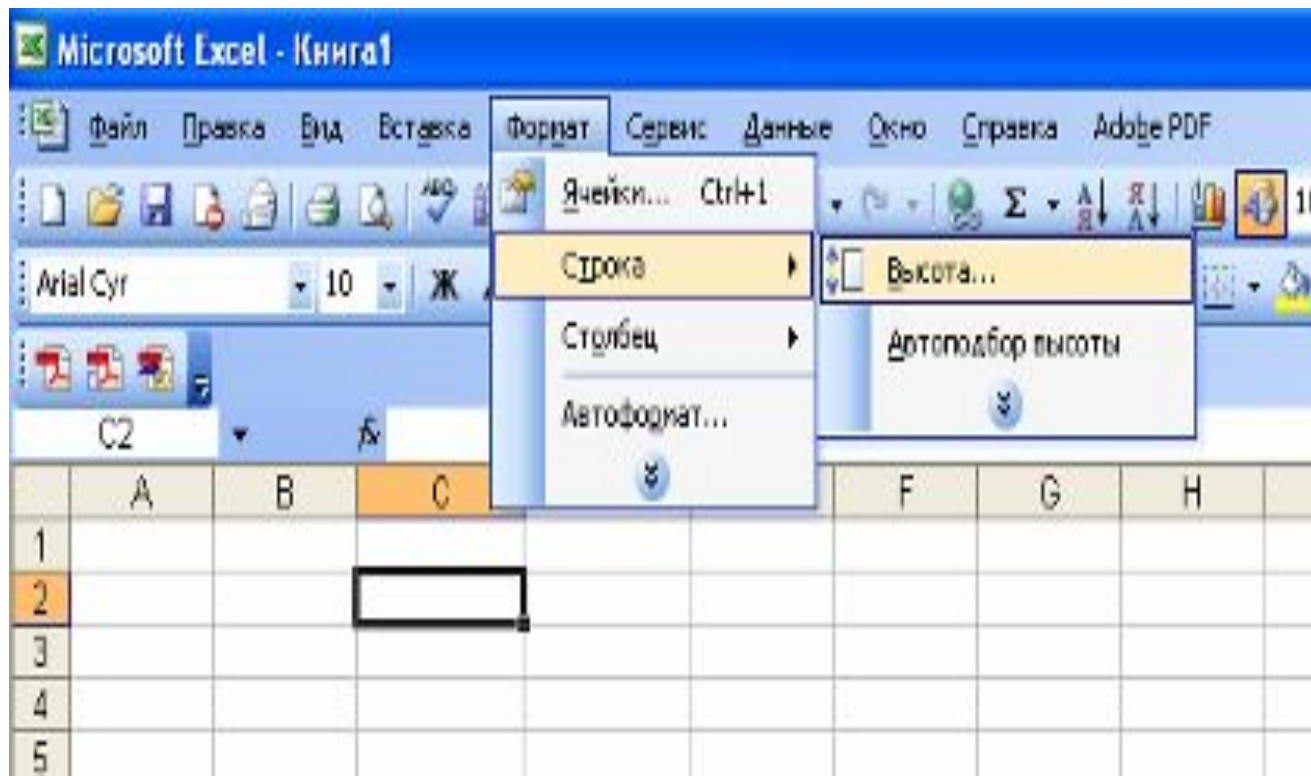 Microsoft Excel - Книга1
Файл Правка Вид Вставка Формат Сервис Данные Окно Справка Adobe PDF
Ячейки... Ctrl+1
Arial Cyr 10 Ж
Строка
Высота...
Столбец
Автоподбор высоты
Автоформат...
C2 fx
A B C F G H
1
2
3
4
5